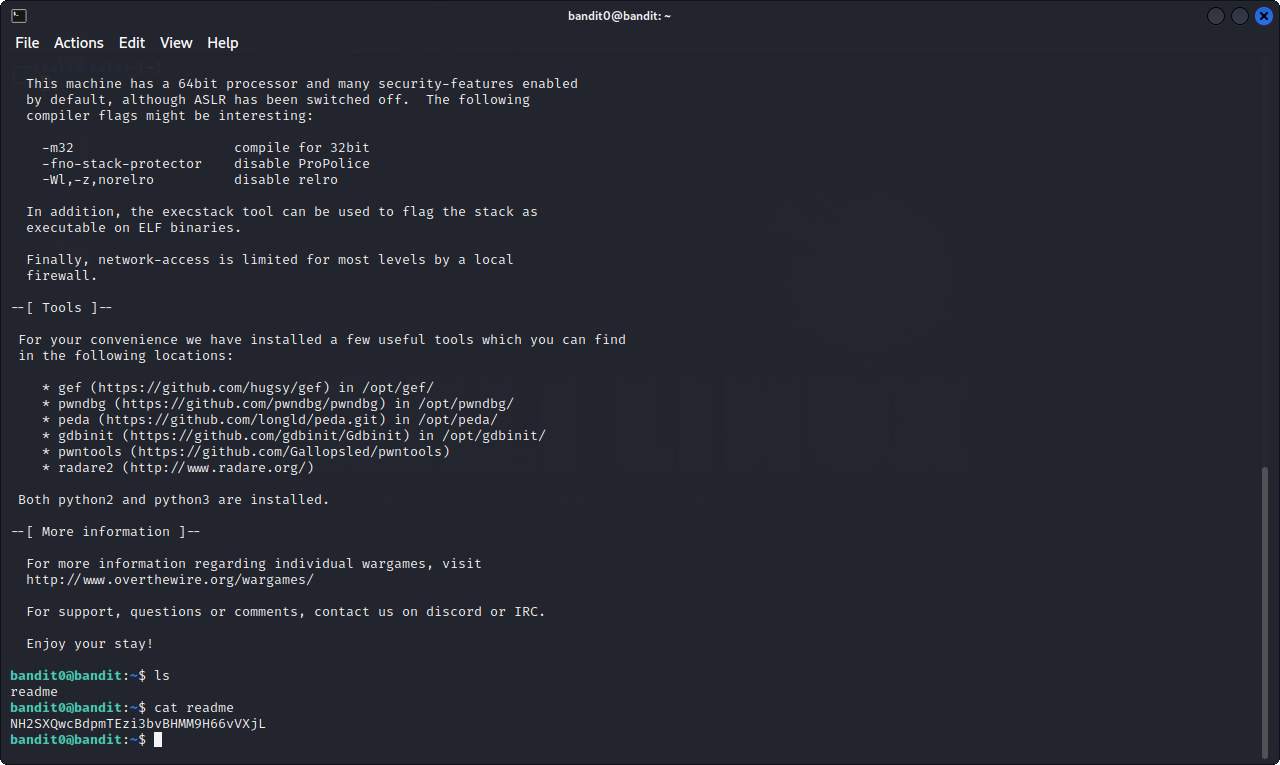 bandit0@bandit: ~
File Actions Edit View Help
This machine has a 64bit processor and many security-features enabled
by default, although ASLR has been switched off.  The following
compiler flags might be interesting:
-m32                    compile for 32bit
-fno-stack-protector    disable ProPolice
-Wl,-z,norelro          disable relro
In addition, the execstack tool can be used to flag the stack as
executable on ELF binaries.
Finally, network-access is limited for most levels by a local
firewall.
--[ Tools ]--
For your convenience we have installed a few useful tools which you can find
in the following locations:
* gef (https://github.com/hugsy/gef) in /opt/gef/
* pwndbg (https://github.com/pwndbg/pwndbg) in /opt/pwndbg/
* peda (https://github.com/longld/peda.git) in /opt/peda/
* gdbinit (https://github.com/gdbinit/Gdbinit) in /opt/gdbinit/
* pwntools (https://github.com/Gallopsled/pwntools)
* radare2 (http://www.radare.org/)
Both python2 and python3 are installed.
--[ More information ]--
For more information regarding individual wargames, visit
http://www.overthewire.org/wargames/
For support, questions or comments, contact us on discord or IRC.
Enjoy your stay!
bandit0@bandit:~$ ls
readme
bandit0@bandit:~$ cat readme
NH2SXQwcBdpmTEzi3bvBHMM9H66vVXjL
bandit0@bandit:~$